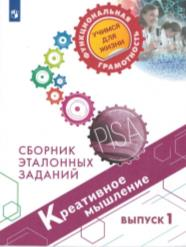 ФУНКЦИОНАЛЬНАЯ
УЧИМСЯ ДЛЯ
ЖИЗНИ
ГРАМОТНОСТЬ
PISA
СБОРНИК
ЭТАЛОННЫХ
ЗАДАНИЙ
Креативное
мышление
ВЫПУСК 1